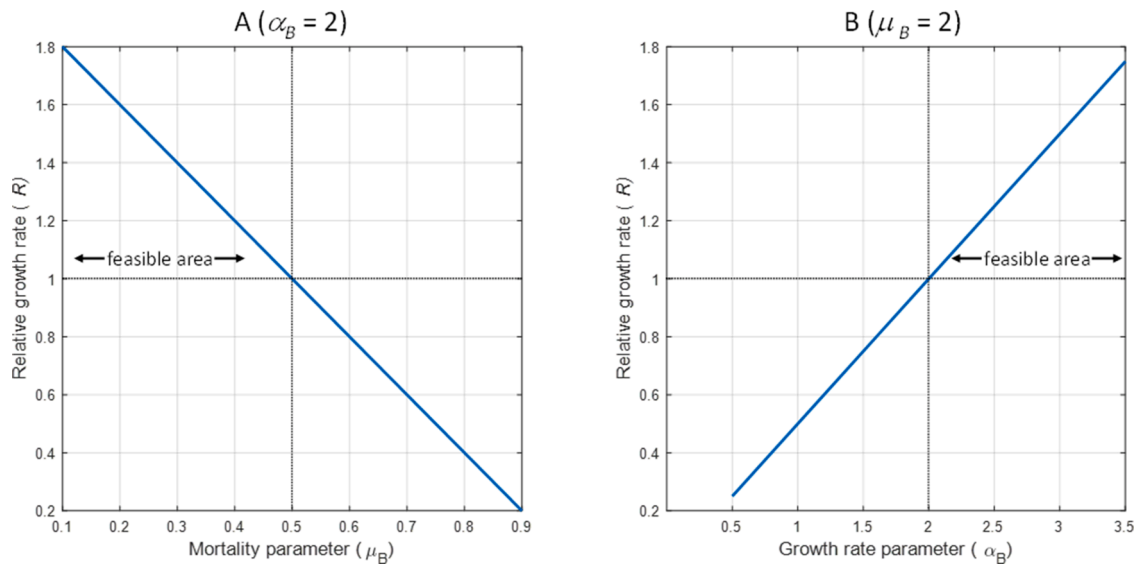 A (α_B = 2)
1.8
1.6
1.4
1.2
1
0.8
0.6
0.4
0.2
Relative growth rate ( R)
feasible area
0.1 0.2 0.3 0.4 0.5 0.6 0.7 0.8 0.9
Mortality parameter ( μ_B)
B (μ_B = 2)
1.8
1.6
1.4
1.2
1
0.8
0.6
0.4
0.2
Relative growth rate ( R)
feasible area
0.5 1 1.5 2 2.5 3 3.5
Growth rate parameter ( α_B)